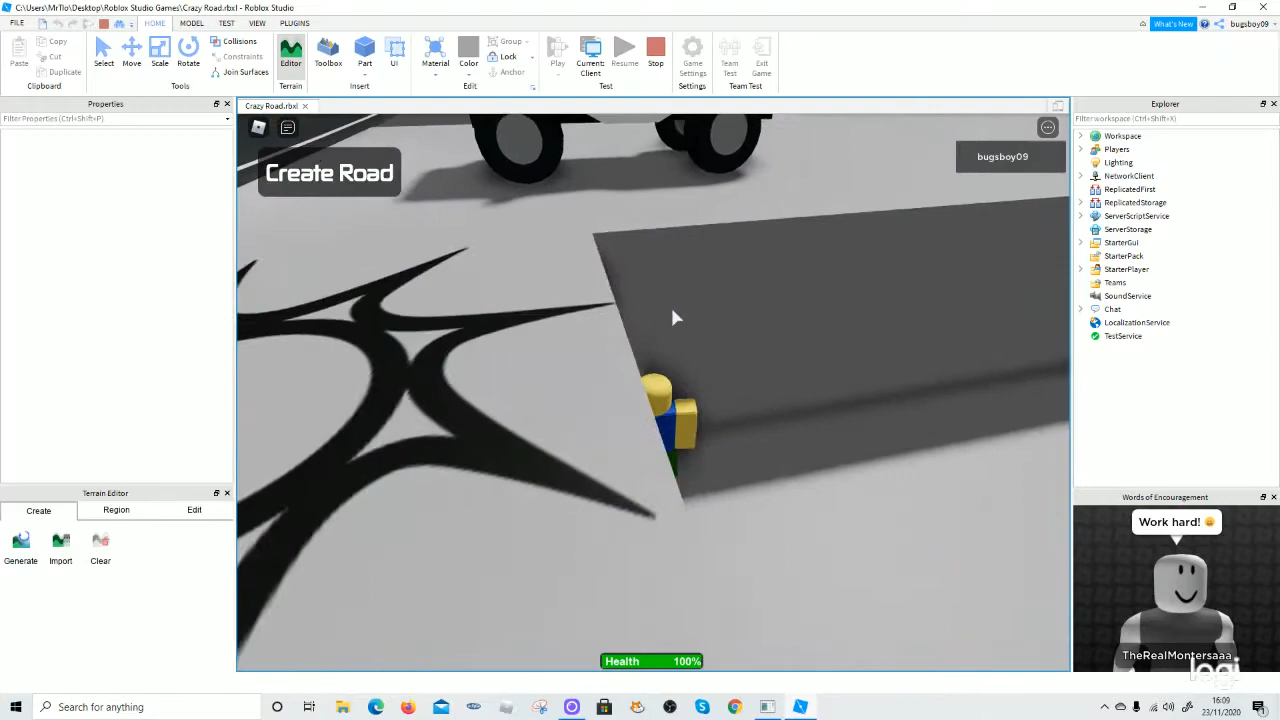 C:\Users\MrTlo\Desktop\Roblox Studio Games\Crazy Road.rbxl - Roblox Studio
FILE HOME MODEL TEST VIEW PLUGINS What's New bugsboy09
Paste Copy Cut Duplicate Clipboard
Select Move Scale Rotate Collisions Constraints Join Surfaces Tools
Editor Terrain
Toolbox Part UI Insert
Material Color Group Lock Anchor Edit
Play Current: Client Resume Stop Test
Game Settings Settings
Team Test Exit Game Team Test
Properties
Filter Properties (Ctrl+Shift+P)
Crazy Road.rbxl
Create Road
bugsboy09
Health 100%
Explorer
Filter workspace (Ctrl+Shift+X)
Workspace
Players
Lighting
NetworkClient
ReplicatedFirst
ReplicatedStorage
ServerScriptService
ServerStorage
StarterGui
StarterPack
StarterPlayer
Teams
SoundService
Chat
LocalizationService
TestService
Terrain Editor
Create Region Edit
Generate Import Clear
Words of Encouragement
Work hard! 😀
TheRealMontersaaa
logi
Search for anything
16:09
23/11/2020